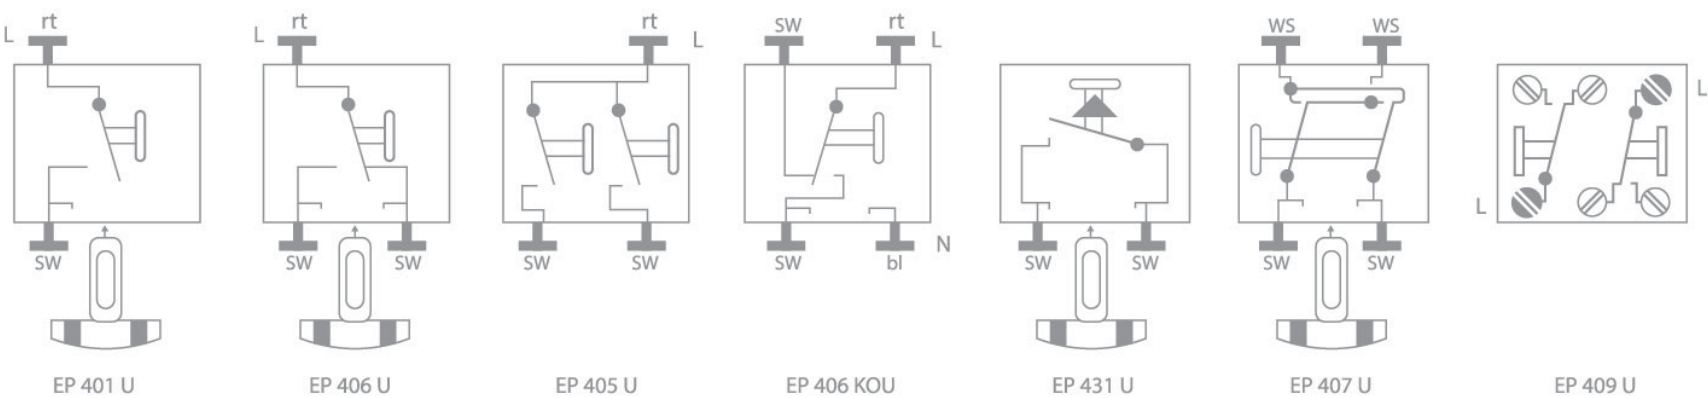 L rt
L rt
rt L
SW rt L
WS WS
L
L
N
SW
SW SW
SW SW
SW bl
SW SW
SW SW
EP 401 U
EP 406 U
EP 405 U
EP 406 KOU
EP 431 U
EP 407 U
EP 409 U